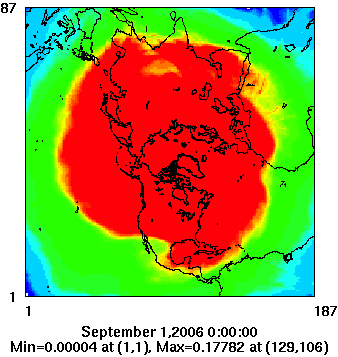 87
1
1 187
September 1,2006 0:00:00
Min=0.00004 at (1,1), Max=0.17782 at (129,106)